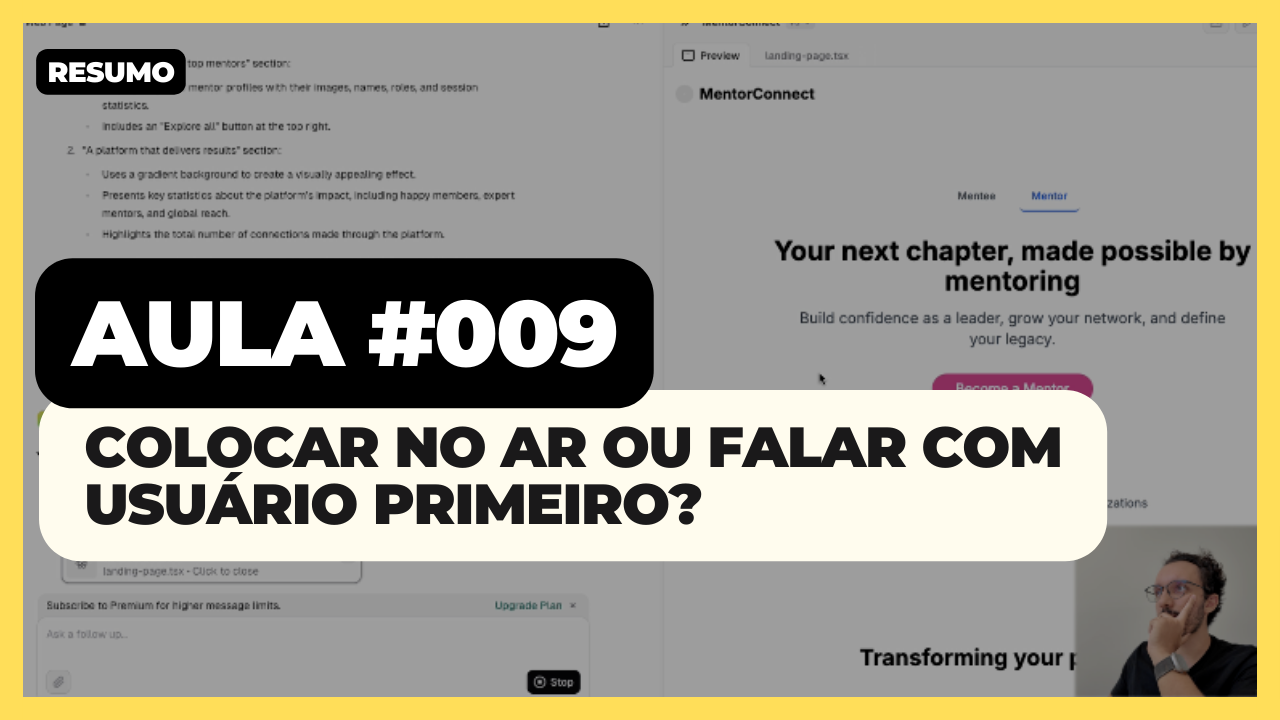 RESUMO
top mentors" section:
mentor profiles with their images, names, roles, and session
statistics.
Includes an "Explore all" button at the top right.
2. "A platform that delivers results" section:
Uses a gradient background to create a visually appealing effect.
Presents key statistics about the platform's impact, including happy members, expert
mentors, and global reach.
Highlights the total number of connections made through the platform.
AULA #009
COLOCAR NO AR OU FALAR COM
USUÁRIO PRIMEIRO?
landing-page.tsx - Click to close
Subscribe to Premium for higher message limits.
Upgrade Plan ×
Ask a follow up...
Stop
MentorConnect
Preview
landing-page.tsx
MentorConnect
Mentee
Mentor
Your next chapter, made possible by
mentoring
Build confidence as a leader, grow your network, and define
your legacy.
Become a Mentor
zations
Transforming your